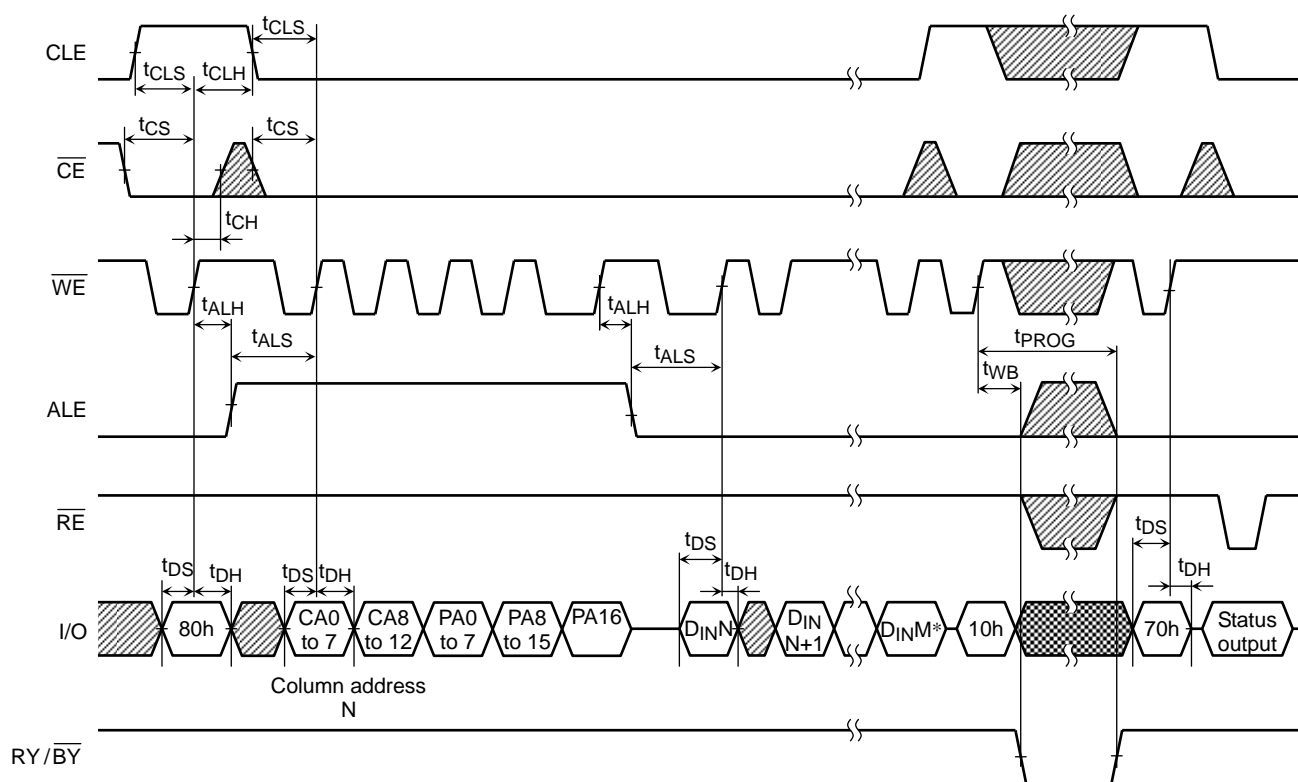 CLE
tCLS
tCLS
tCLH
CE
tCS
tCS
tCH
WE
tALH
tALS
tALH
tALS
tPROG
tWB
ALE
RE
tDS
tDH
tDS
tDH
tDS
tDH
tDS
tDH
I/O
80h
CA0
to 7
CA8
to 12
PA0
to 7
PA8
to 15
PA16
DINN
DIN
N+1
DINM*
10h
70h
Status
output
Column address
N
RY/BY